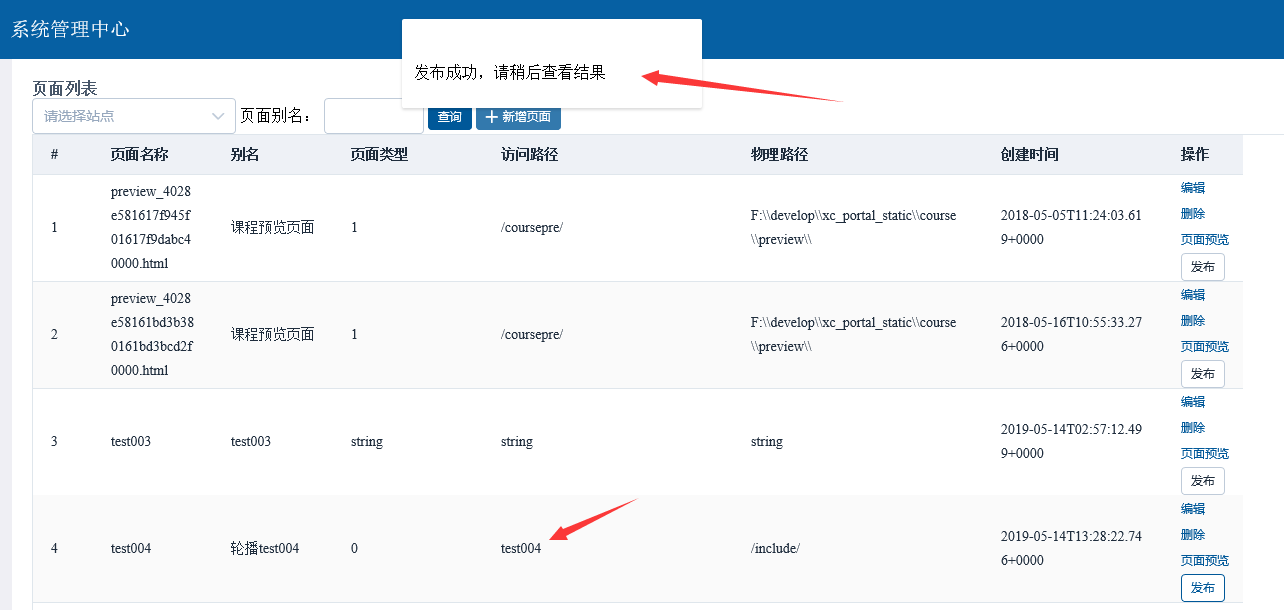 系统管理中心
发布成功，请稍后查看结果
页面列表
请选择站点 页面别名： 查询 新增页面
# 页面名称 别名 页面类型 访问路径 物理路径 创建时间 操作
1 preview_4028e581617f945f01617f9dabc40000.html 课程预览页面 1 /coursepre/ F:\\develop\\xc_portal_static\\course\\preview\\ 2018-05-05T11:24:03.619+0000 编辑 删除 页面预览 发布
2 preview_4028e58161bd3b380161bd3bcd2f0000.html 课程预览页面 1 /coursepre/ F:\\develop\\xc_portal_static\\course\\preview\\ 2018-05-16T10:55:33.276+0000 编辑 删除 页面预览 发布
3 test003 test003 string string string 2019-05-14T02:57:12.499+0000 编辑 删除 页面预览 发布
4 test004 轮播test004 0 test004 /include/ 2019-05-14T13:28:22.746+0000 编辑 删除 页面预览 发布